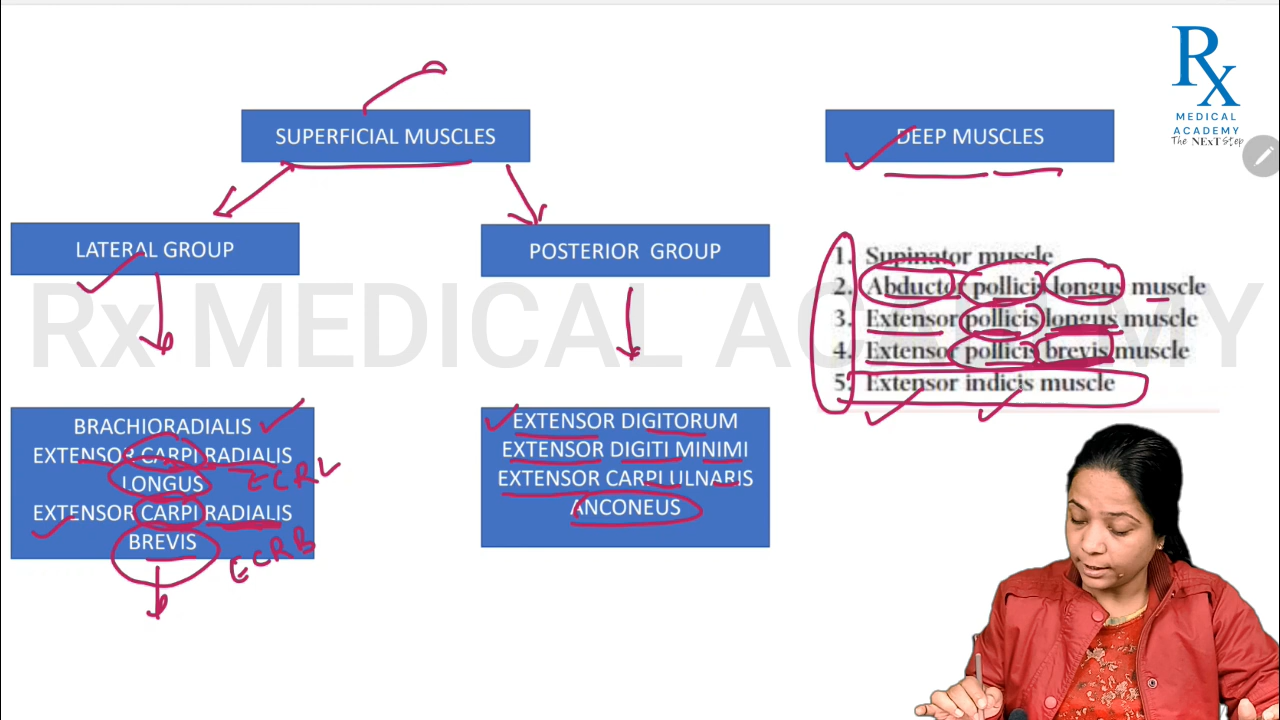 Rx
MEDICAL
ACADEMY
The NExT Step
SUPERFICIAL MUSCLES
DEEP MUSCLES
LATERAL GROUP
POSTERIOR GROUP
1. Supinator muscle
2. Abductor pollicis longus muscle
3. Extensor pollicis longus muscle
4. Extensor pollicis brevis muscle
5. Extensor indicis muscle
Rx MEDICAL ACADEMY
BRACHIORADIALIS
EXTENSOR CARPI RADIALIS
LONGUS
ECRL
EXTENSOR CARPI RADIALIS
BREVIS
ECRB
EXTENSOR DIGITORUM
EXTENSOR DIGITI MINIMI
EXTENSOR CARPI ULNARIS
ANCONEUS